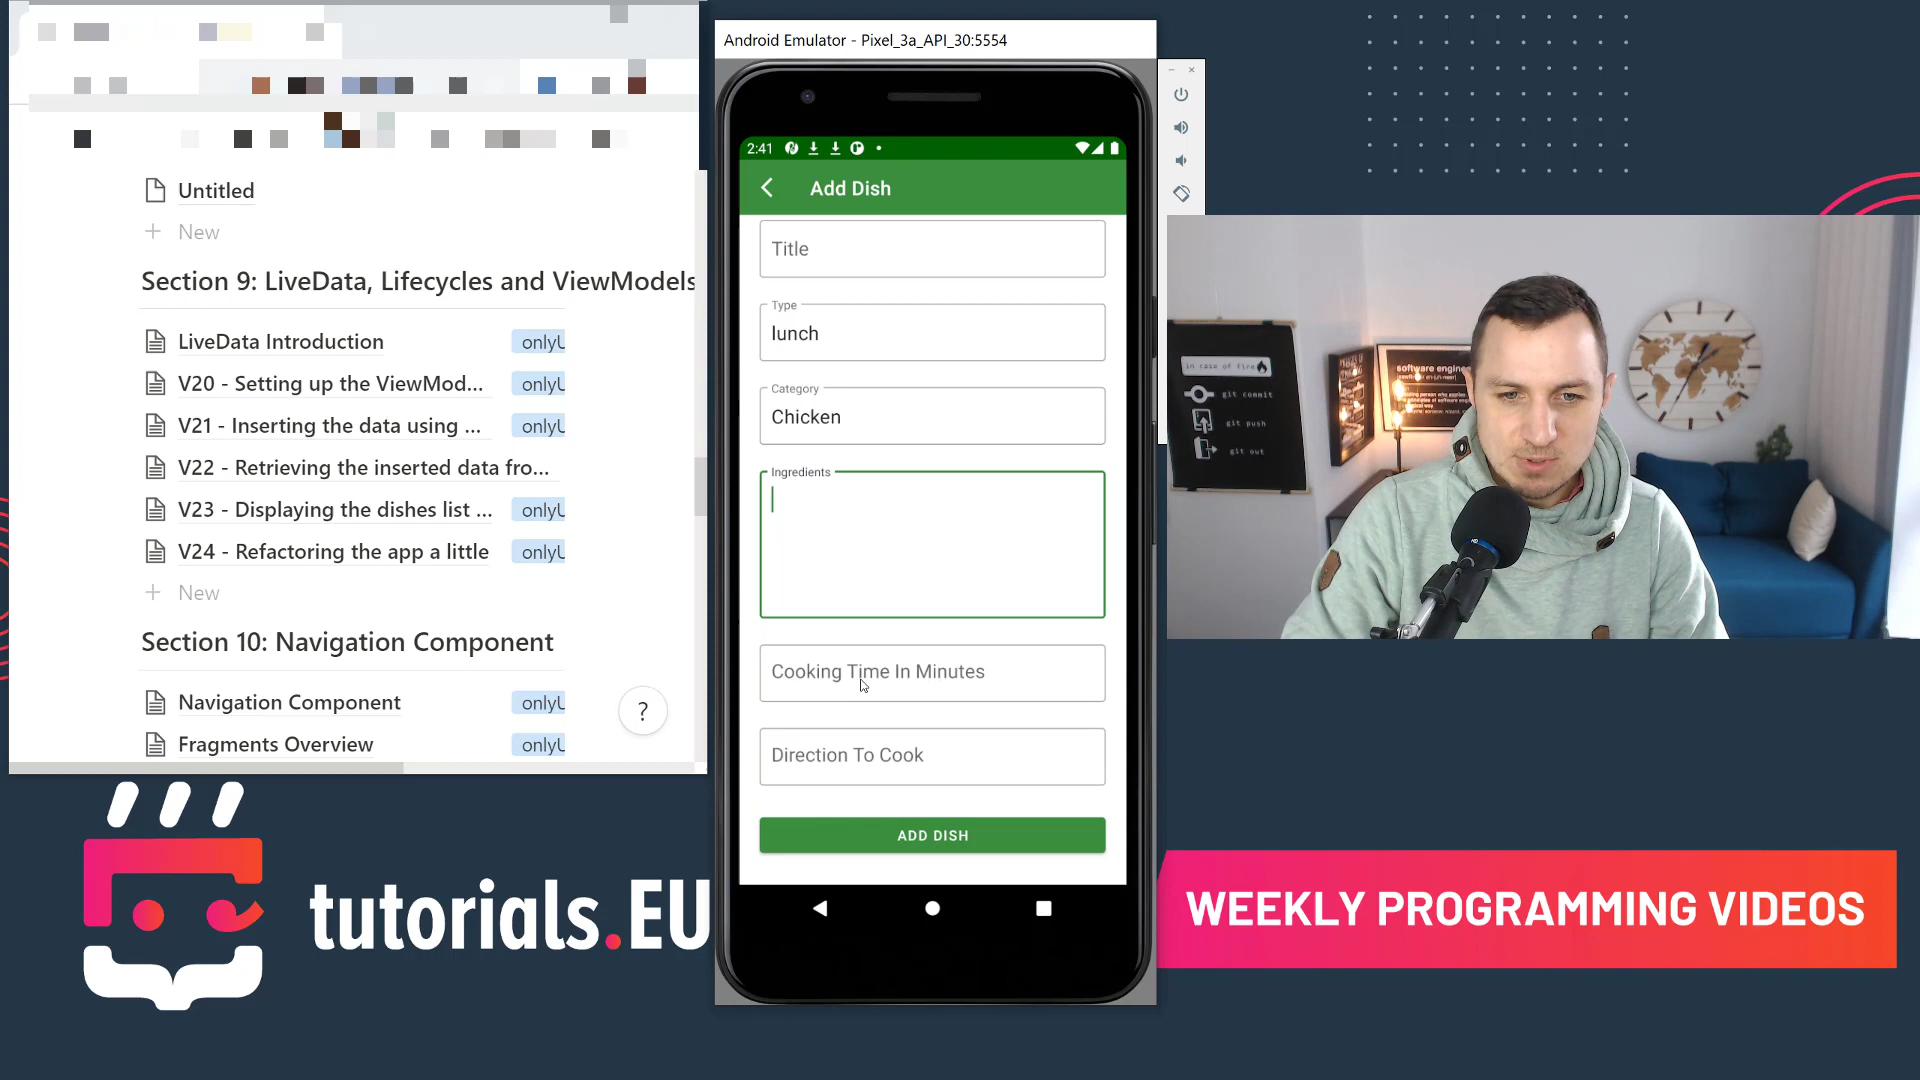 Untitled
New
Section 9: LiveData, Lifecycles and ViewModels
LiveData Introduction onlyU
V20 - Setting up the ViewMod... onlyU
V21 - Inserting the data using ... onlyU
V22 - Retrieving the inserted data fro...
V23 - Displaying the dishes list ... onlyU
V24 - Refactoring the app a little onlyU
New
Section 10: Navigation Component
Navigation Component onlyU
Fragments Overview onlyU
?
tutorials.EU
Android Emulator - Pixel_3a_API_30:5554
2:41
Add Dish
Title
Type
lunch
Category
Chicken
Ingredients
Cooking Time In Minutes
Direction To Cook
ADD DISH
in case of fire
git commit
git push
git out
software engine
WEEKLY PROGRAMMING VIDEOS